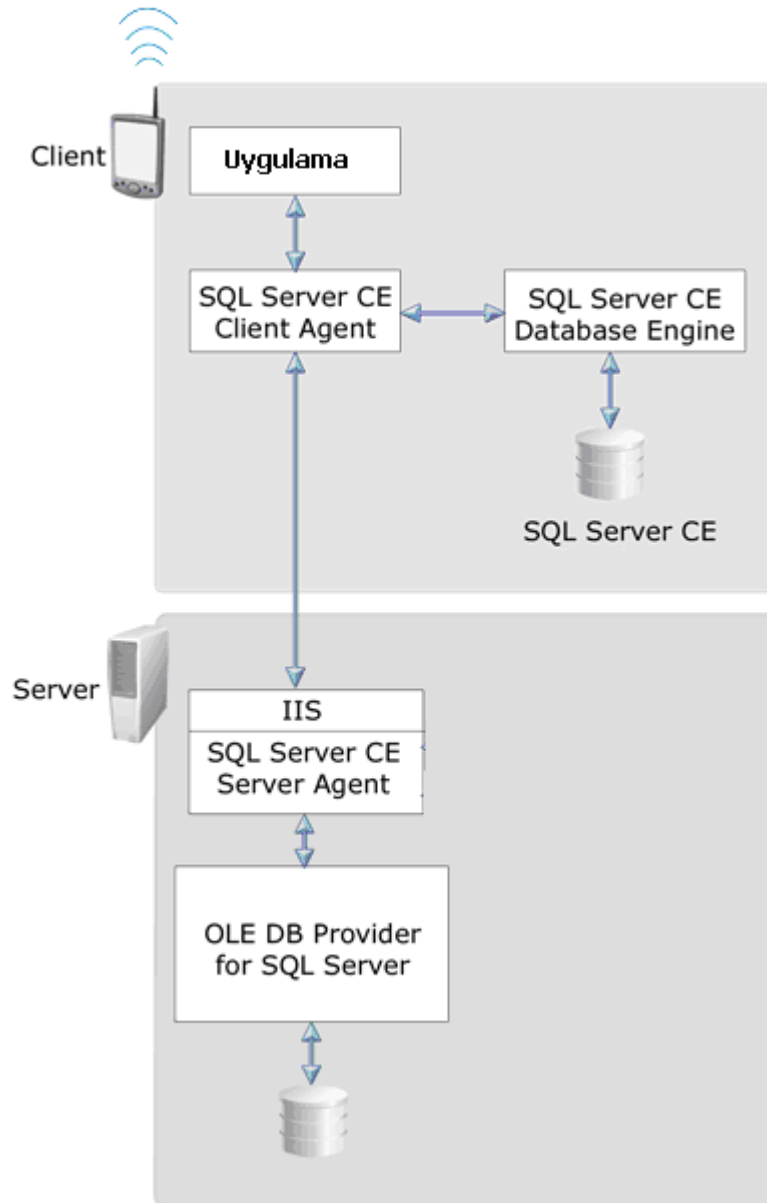 Client
Uygulama
SQL Server CE
Client Agent
SQL Server CE
Database Engine
SQL Server CE
Server
IIS
SQL Server CE
Server Agent
OLE DB Provider
for SQL Server